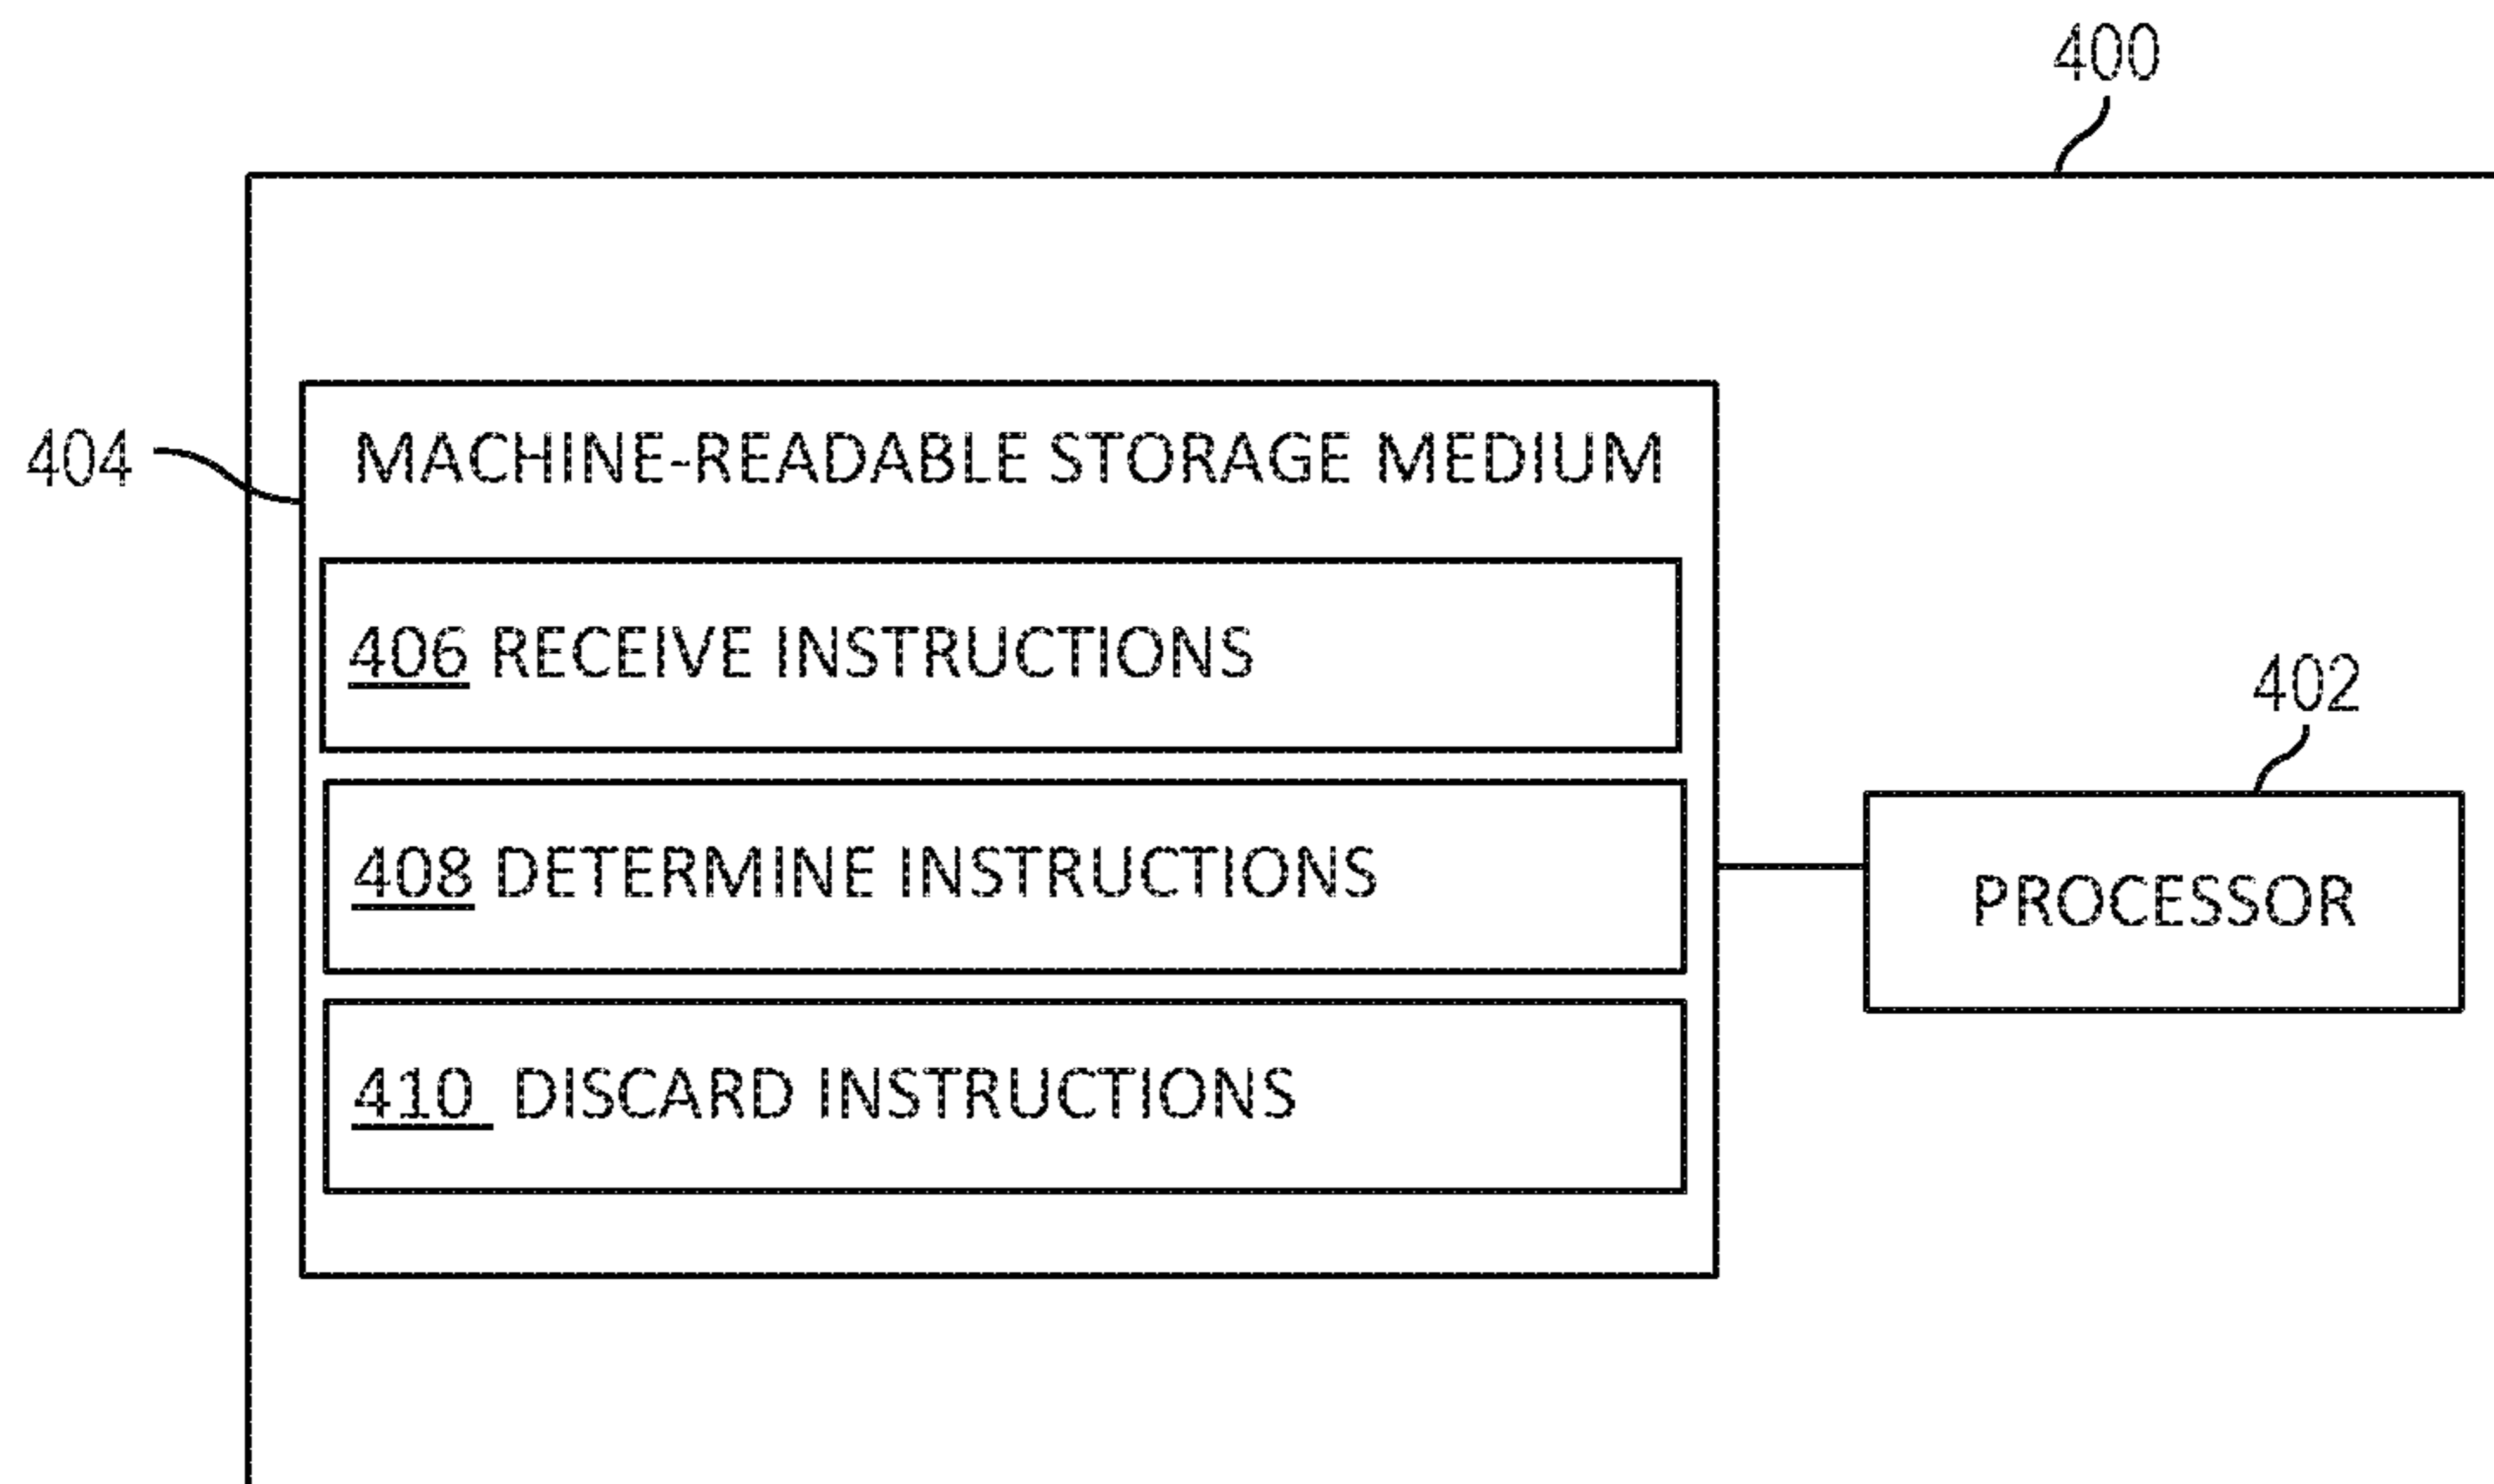 400
404
MACHINE-READABLE STORAGE MEDIUM
406 RECEIVE INSTRUCTIONS
402
408 DETERMINE INSTRUCTIONS
PROCESSOR
410 DISCARD INSTRUCTIONS